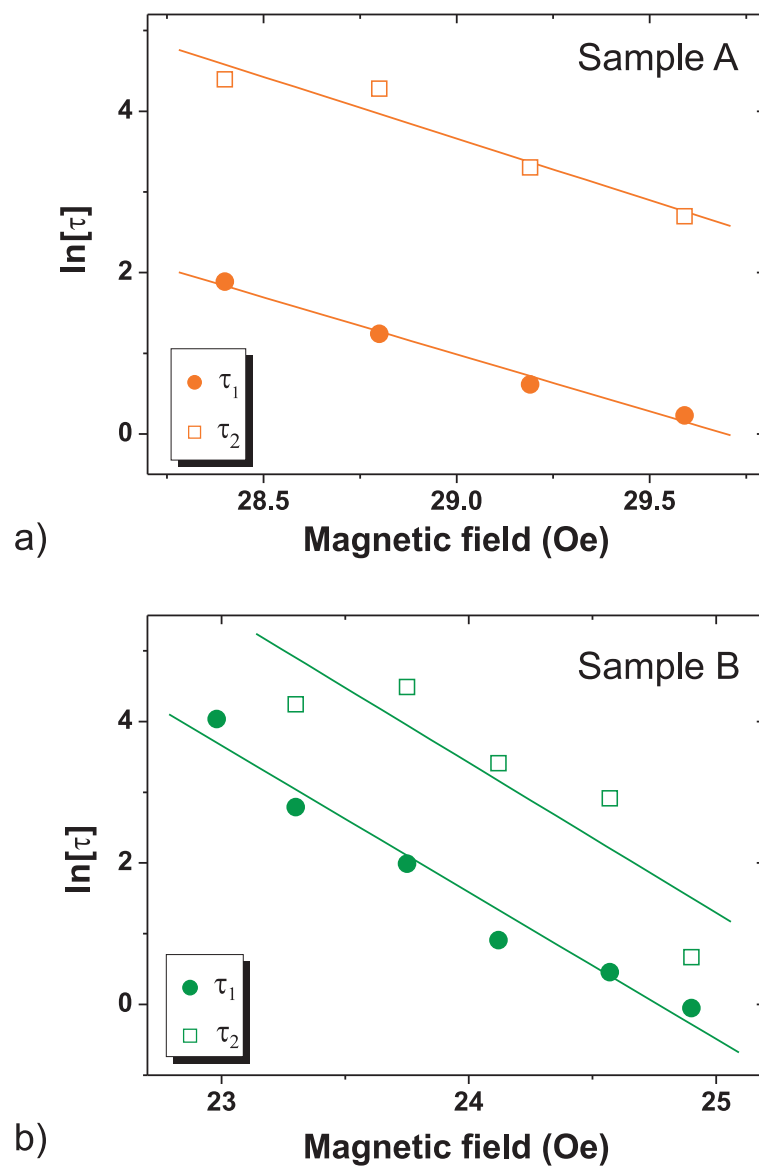 Sample A
4
2
0
ln[τ]
τ1
τ2
28.5 29.0 29.5
Magnetic field (Oe)
a)
Sample B
4
2
0
ln[τ]
τ1
τ2
23 24 25
Magnetic field (Oe)
b)